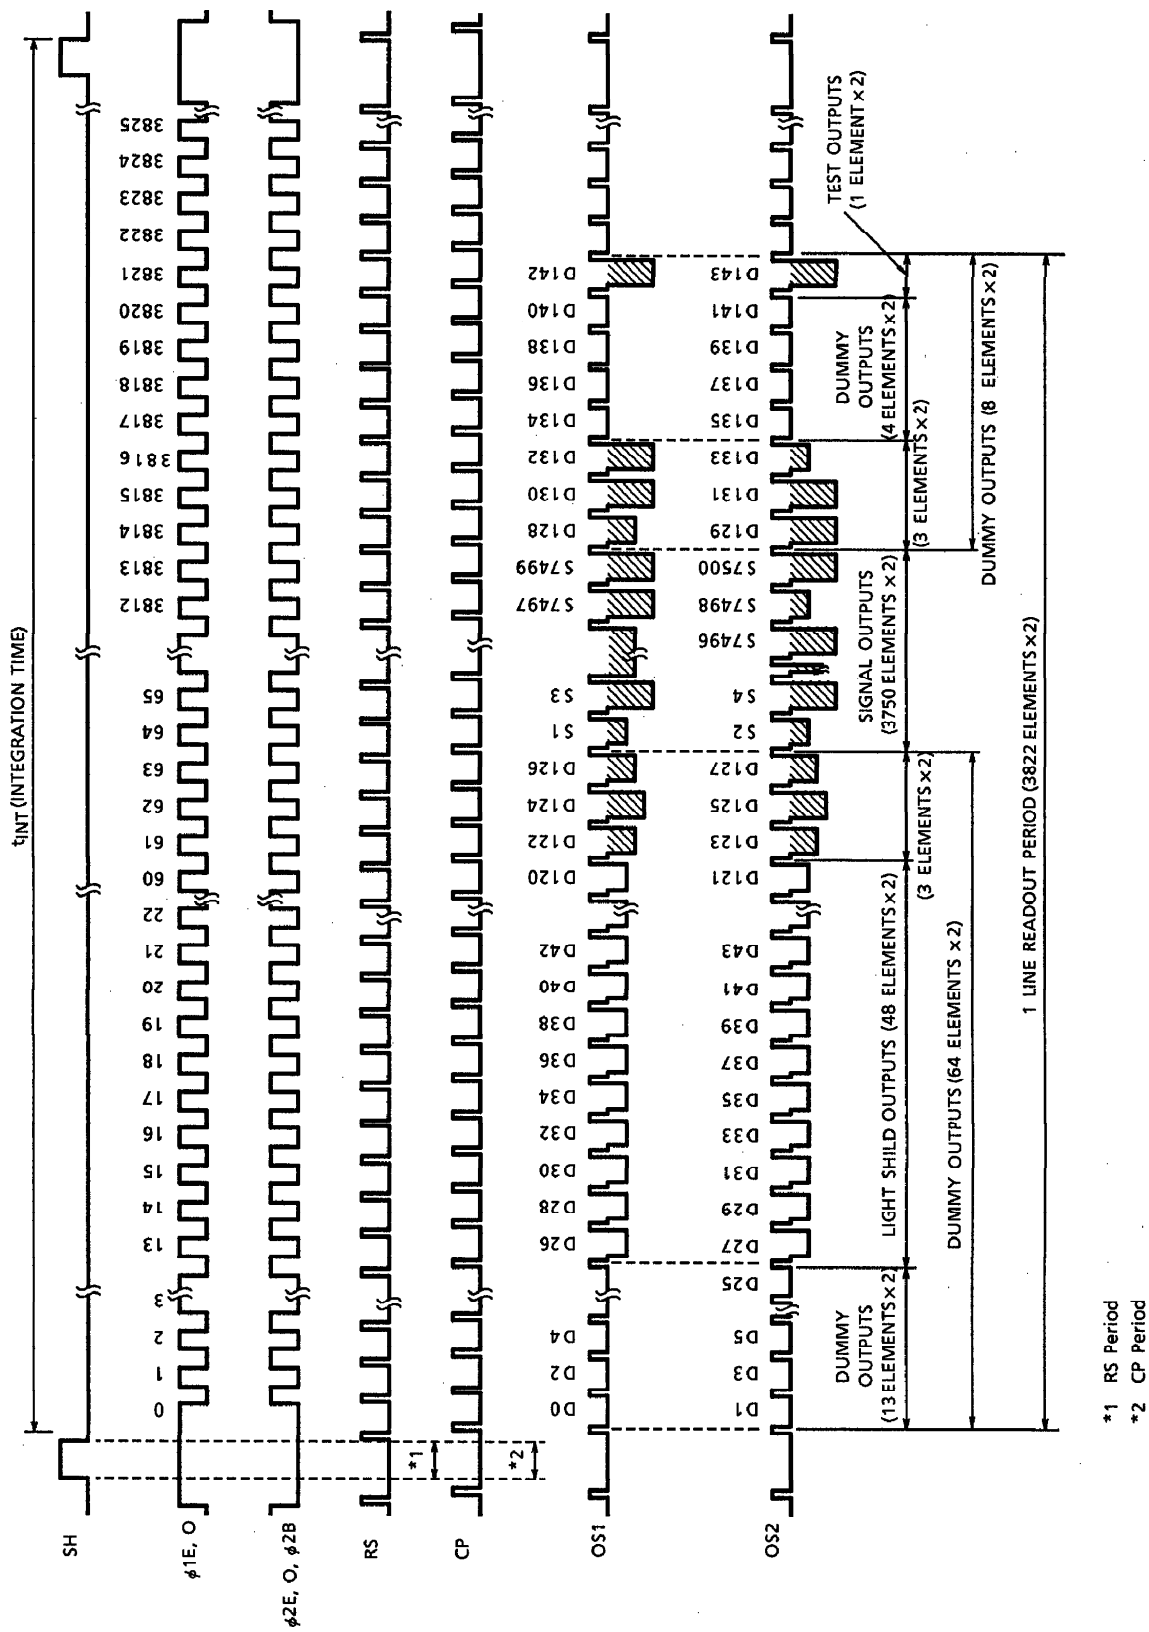 tINT (INTEGRATION TIME)
SH
φ1E, O
0 1 2 3 13 14 15 16 17 18 19 20 21 22 60 61 62 63 64 65 3812 3813 3814 3815 3816 3817 3818 3819 3820 3821 3822 3823 3824 3825
φ2E, O, φ2B
RS
*1
CP
*2
OS1
D0 D2 D4 D26 D28 D30 D32 D34 D36 D38 D40 D42 D120 D122 D124 D126 S1 S3 S7497 S7499 D128 D130 D132 D134 D136 D138 D140 D142
OS2
D1 D3 D5 D25 D27 D29 D31 D33 D35 D37 D39 D41 D43 D121 D123 D125 D127 S2 S4 S7496 S7498 S7500 D129 D131 D133 D135 D137 D139 D141 D143
DUMMY
OUTPUTS
(13 ELEMENTS×2)
LIGHT SHILD OUTPUTS (48 ELEMENTS×2)
(3 ELEMENTS×2)
SIGNAL OUTPUTS
(3750 ELEMENTS×2)
(3 ELEMENTS×2)
DUMMY
OUTPUTS
(4 ELEMENTS×2)
TEST OUTPUTS
(1 ELEMENT×2)
DUMMY OUTPUTS (64 ELEMENTS ×2)
DUMMY OUTPUTS (8 ELEMENTS×2)
1 LINE READOUT PERIOD (3822 ELEMENTS×2)
*1 RS Period
*2 CP Period